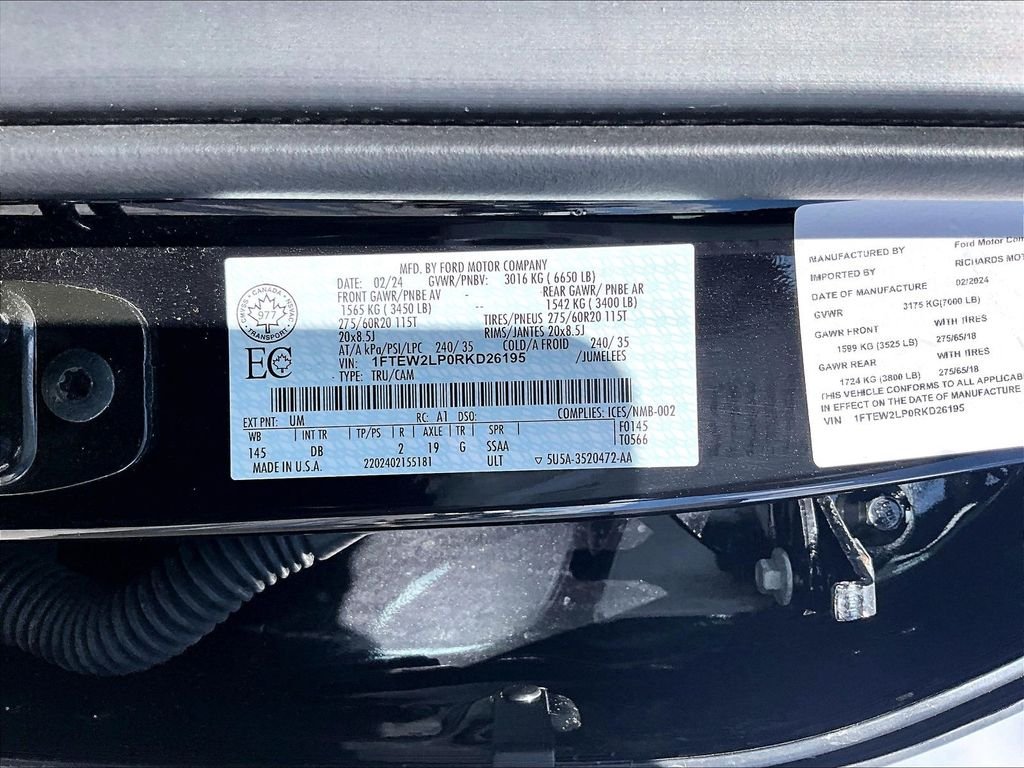 MFD. BY FORD MOTOR COMPANY
DATE: 02/24 GVWR/PNBV: 3016 KG ( 6650 LB)
FRONT GAWR/PNBE AV REAR GAWR/ PNBE AR
1565 KG ( 3450 LB) -- 1542 KG ( 3400 LB)
275/60R20 115T TIRES/PNEUS 275/60R20 115T
20x8.5J RIMS/JANTES 20x8.5J
AT/A kPa/PSI/LPC 240/ 35 COLD/A FROID 240/ 35
VIN: 1FTEW2LP0RKD26195 /JUMELEES
TYPE: TRU/CAM
CANADA
977
TRANSPORT
EC
EXT PNT: UM RC: A1 DSO: COMPLIES: ICES/NMB-002
WB INT TR TP/PS R AXLE TR SPR F0145
145 DB 2 19 G SSAA T0566
MADE IN U.S.A. 2202402155181 ULT ▽ 5U5A-3520472-AA
MANUFACTURED BY Ford Motor Com
IMPORTED BY RICHARDS MOT
DATE OF MANUFACTURE 02/2024
GVWR 3175 KG(7000 LB)
GAWR FRONT WITH TIRES
1599 KG (3525 LB) 275/65/18
GAWR REAR WITH TIRES
1724 KG (3800 LB) 275/65/18
THIS VEHICLE CONFORMS TO ALL APPLICAB
IN EFFECT ON THE DATE OF MANUFACTURE
VIN 1FTEW2LP0RKD26195